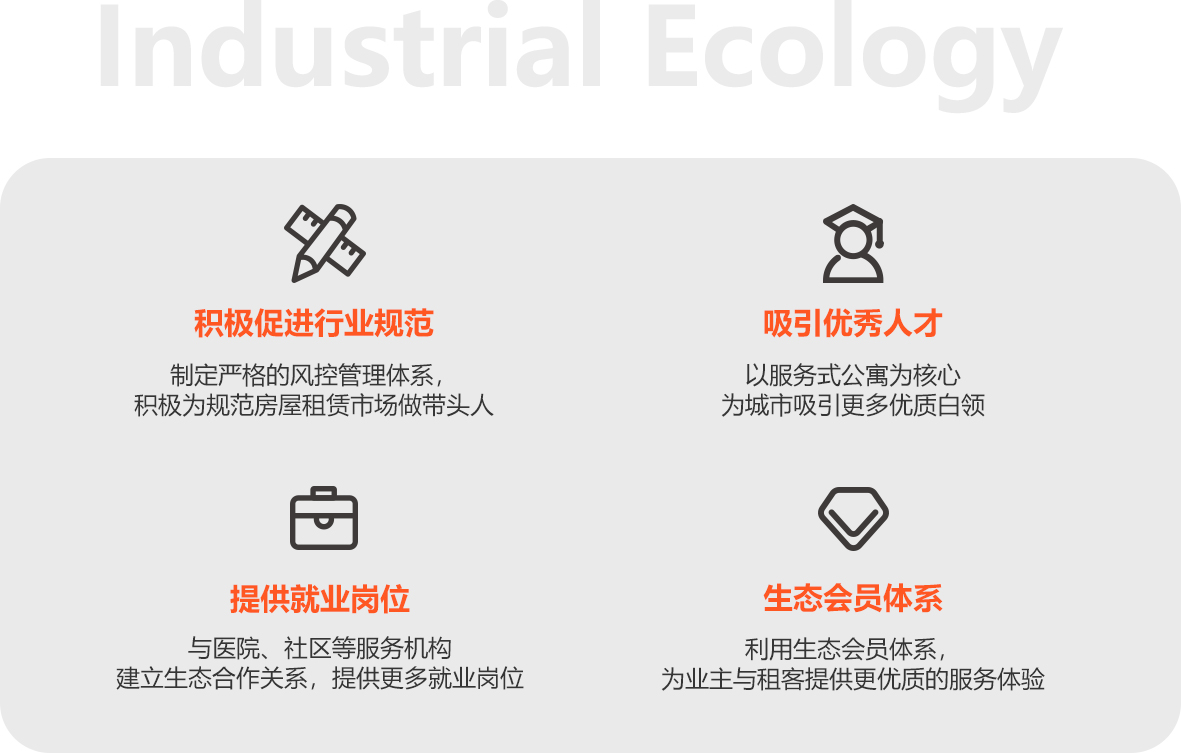 Industrial Ecology
积极促进行业规范
制定严格的风控管理体系，
积极为规范房屋租赁市场做带头人
吸引优秀人才
以服务式公寓为核心
为城市吸引更多优质白领
提供就业岗位
与医院、社区等服务机构
建立生态合作关系，提供更多就业岗位
生态会员体系
利用生态会员体系，
为业主与租客提供更优质的服务体验